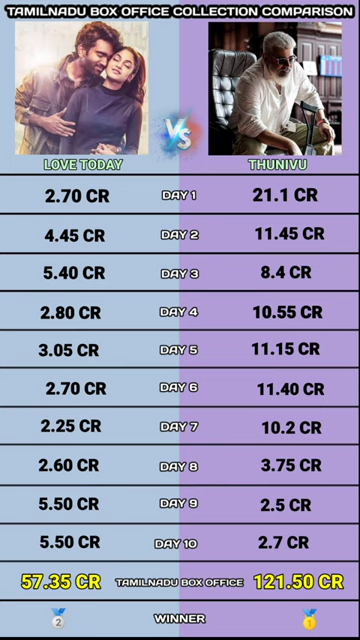 TAMILNADU BOX OFFICE COLLECTION COMPARISON
VS
LOVE TODAY THUNIVU
2.70 CR DAY 1 21.1 CR
4.45 CR DAY 2 11.45 CR
5.40 CR DAY 3 8.4 CR
2.80 CR DAY 4 10.55 CR
3.05 CR DAY 5 11.15 CR
2.70 CR DAY 6 11.40 CR
2.25 CR DAY 7 10.2 CR
2.60 CR DAY 8 3.75 CR
5.50 CR DAY 9 2.5 CR
5.50 CR DAY 10 2.7 CR
57.35 CR TAMILNADU BOX OFFICE 121.50 CR
2 WINNER 1